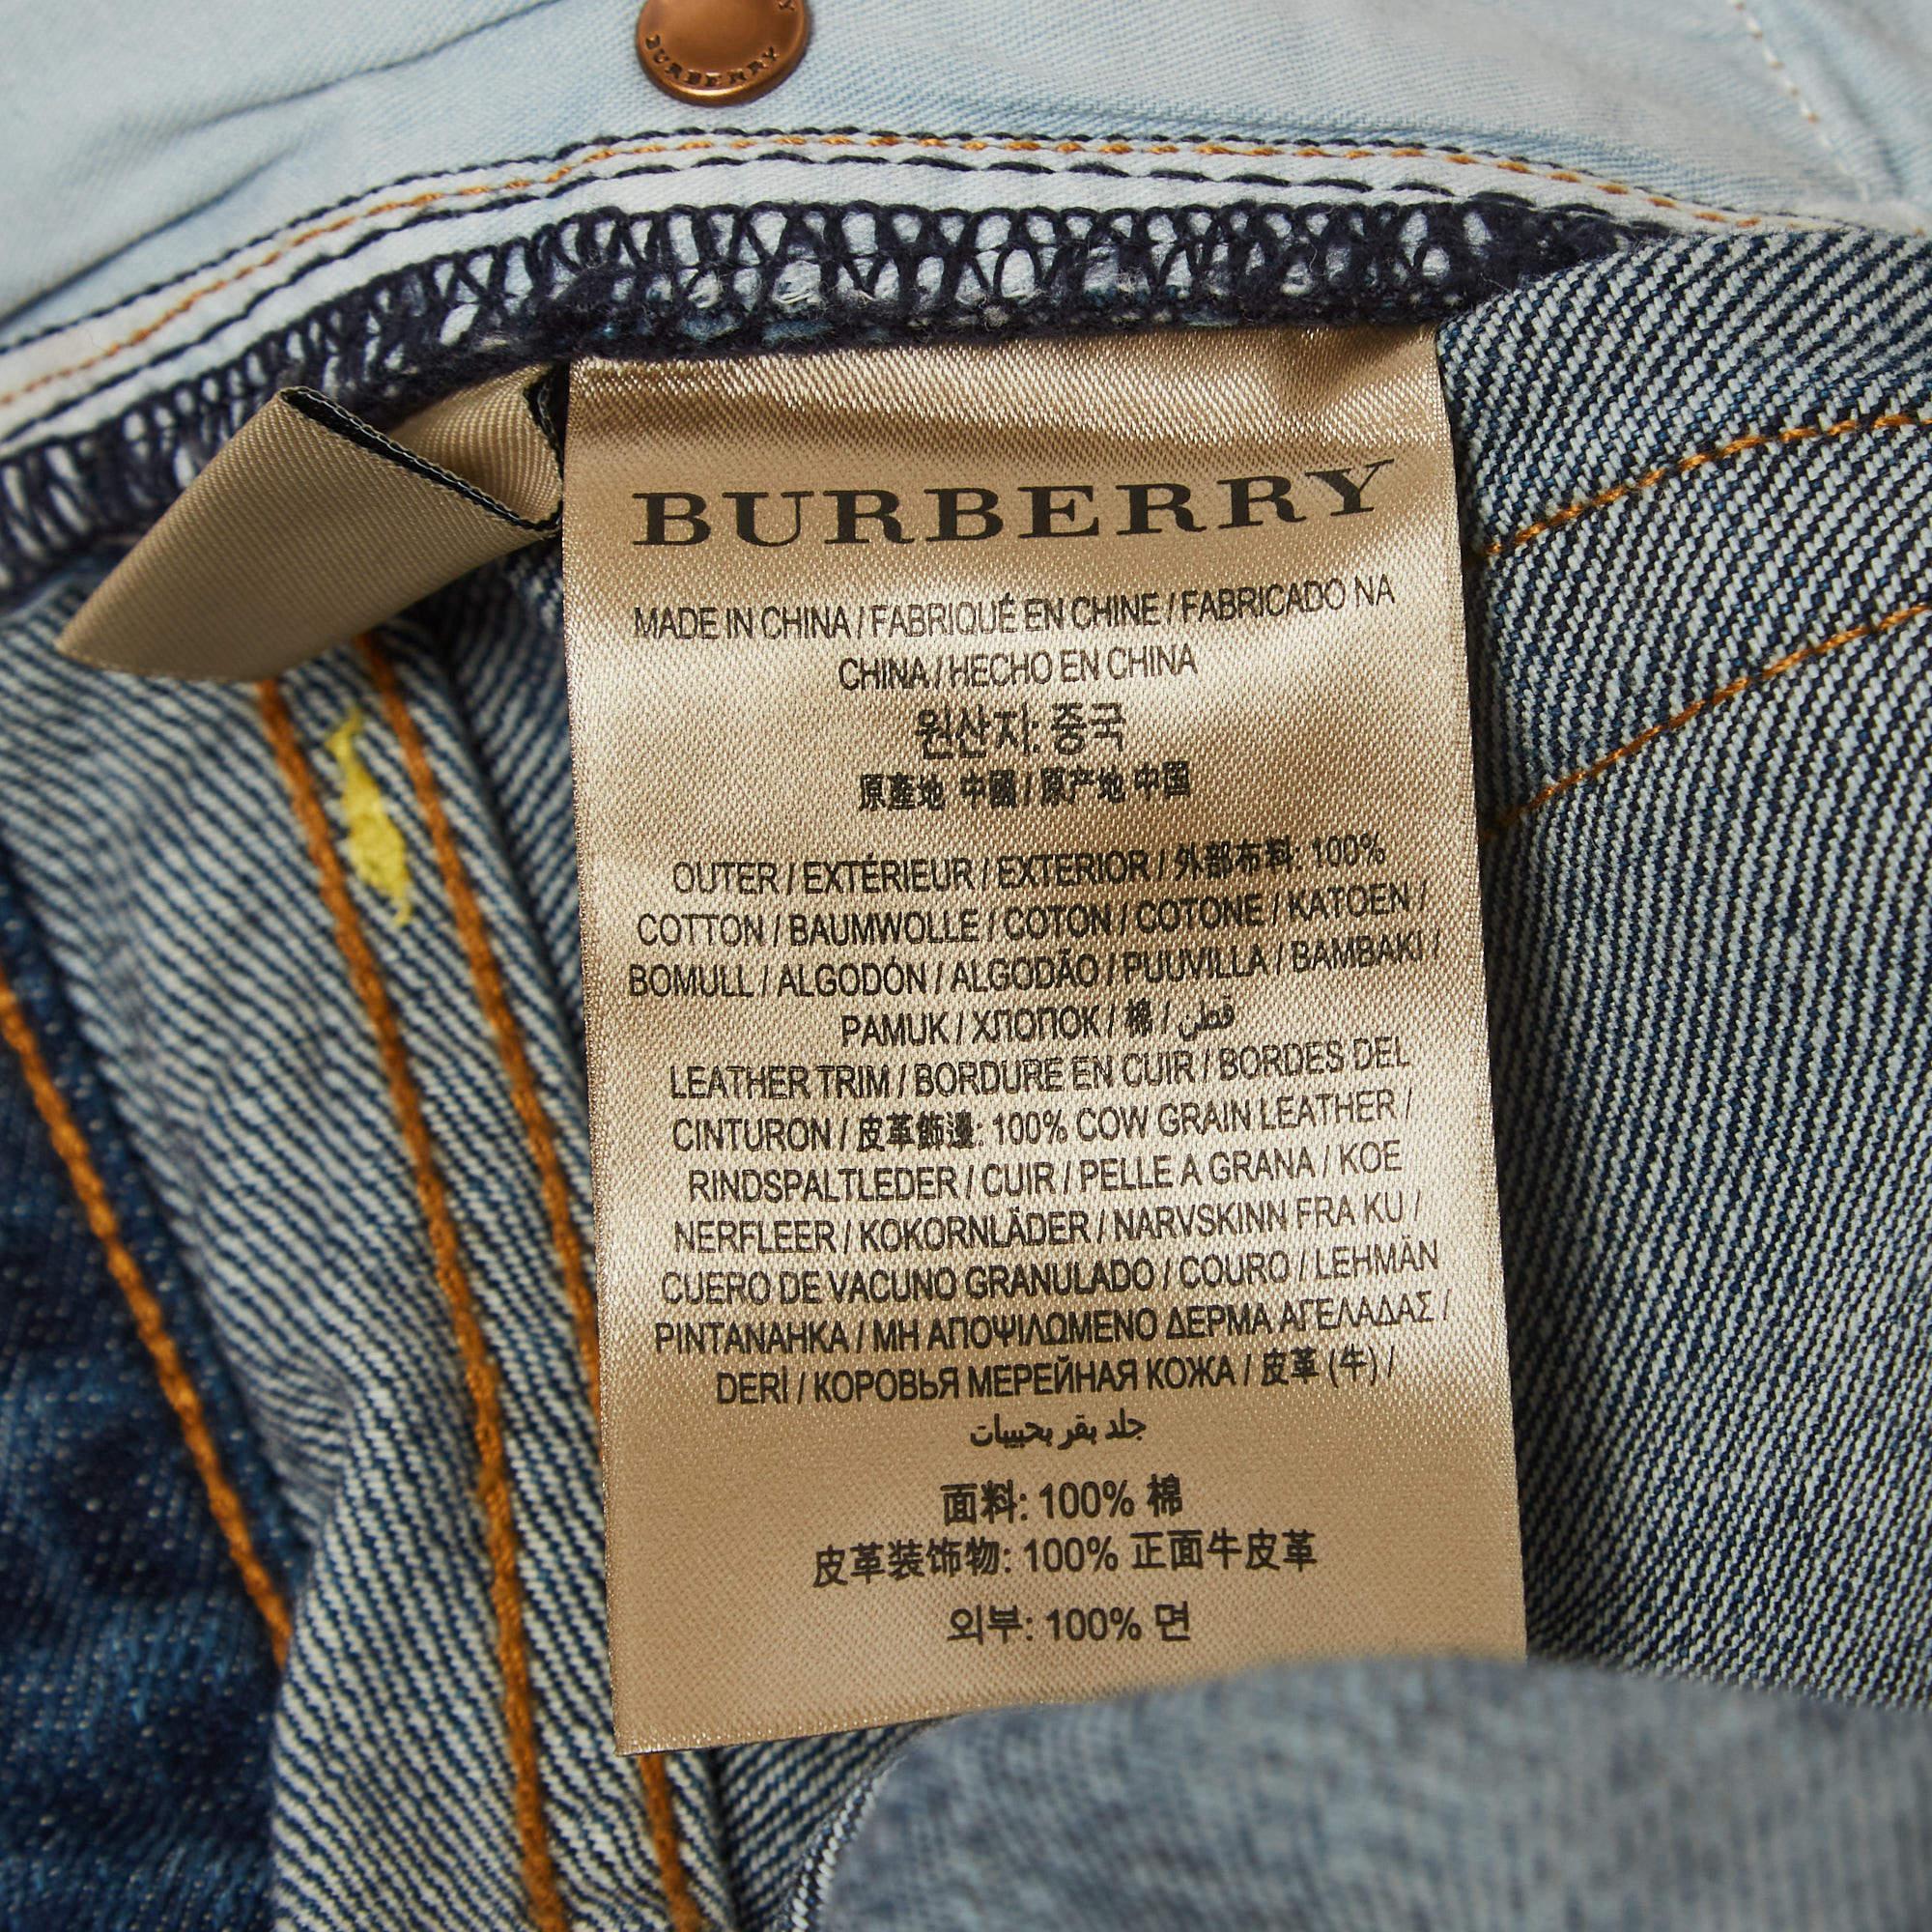 BURBERRY
BURBERRY
MADE IN CHINA / FABRIQUÉ EN CHINE / FABRICADO NA
CHINA / HECHO EN CHINA
원산지: 중국
原產地 中國 / 原产地 中国
OUTER / EXTÉRIEUR / EXTERIOR / 外部布料: 100%
COTTON / BAUMWOLLE / COTON / COTONE / KATOEN /
BOMULL / ALGODÓN / ALGODÃO / PUUVILLA / BAMBAKI /
PAMUK / ХЛОПОК / 棉 / قطن
LEATHER TRIM / BORDURE EN CUIR / BORDES DEL
CINTURON / 皮革飾邊: 100% COW GRAIN LEATHER /
RINDSPALTLEDER / CUIR / PELLE A GRANA / KOE
NERFLEER / KOKORNLÄDER / NARVSKINN FRA KU /
CUERO DE VACUNO GRANULADO / COURO / LEHMÄN
PINTANAHKA / ΜΗ ΑΠΟΨΙΛΩΜΕΝΟ ΔΕΡΜΑ ΑΓΕΛΑΔΑΣ /
DERİ / КОРОВЬЯ МЕРЕЙНАЯ КОЖА / 皮革 (牛) /
جلد بقر بحبيبات
面料: 100% 棉
皮革装饰物: 100% 正面牛皮革
외부: 100% 면